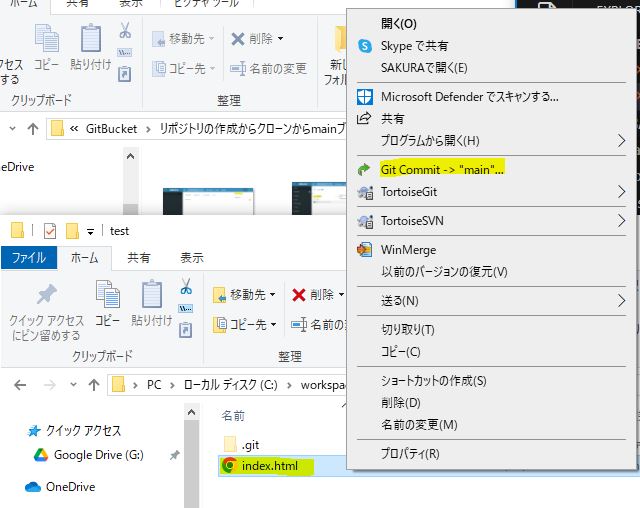 ホーム 共有 表示 ピクチャ ツール
コピー 貼り付け
アクセス
する
移動先 削除
コピー先 名前の変更
新し
フォル
クリップボード 整理
GitBucket リポジトリの作成からクローンからmainブ
OneDrive
test
ファイル ホーム 共有 表示
クイック アクセス
にピン留めする
コピー 貼り付け
移動先 削除
コピー先 名前の
クリップボード 整理
PC ローカル ディスク (C:) workspac
名前
クイック アクセス
Google Drive (G:)
OneDrive
.git
index.html
開く(O)
Skype で共有
SAKURAで開く(E)
Microsoft Defender でスキャンする...
共有
プログラムから開く(H)
Git Commit -> "main"...
TortoiseGit
TortoiseSVN
WinMerge
以前のバージョンの復元(V)
送る(N)
切り取り(T)
コピー(C)
ショートカットの作成(S)
削除(D)
名前の変更(M)
プロパティ(R)